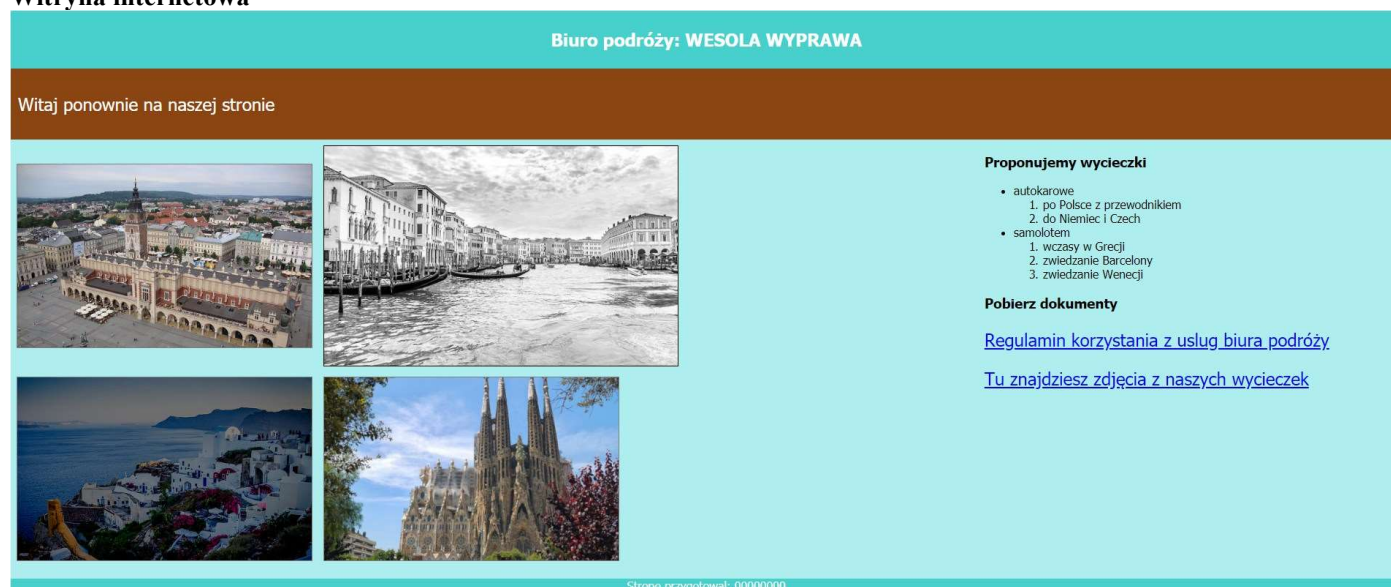 Witryna internetowa
Biuro podróży: WESOLA WYPRAWA
Witaj ponownie na naszej stronie
Proponujemy wycieczki
• autokarowe
1. po Polsce z przewodnikiem
2. do Niemiec i Czech
• samolotem
1. wczasy w Grecji
2. zwiedzanie Barcelony
3. zwiedzanie Wenecji
Pobierz dokumenty
Regulamin korzystania z uslug biura podróży
Tu znajdziesz zdjęcia z naszych wycieczek
Stronę przygotował: 00000000